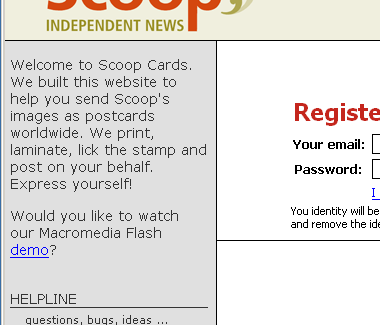 Scoop
INDEPENDENT NEWS
Welcome to Scoop Cards.
We built this website to
help you send Scoop's
images as postcards
worldwide. We print,
laminate, lick the stamp and
post on your behalf.
Express yourself!
Would you like to watch
our Macromedia Flash
demo?
HELPLINE
questions, bugs, ideas ...
Registe
Your email:
Password:
I
You identity will be
and remove the ide